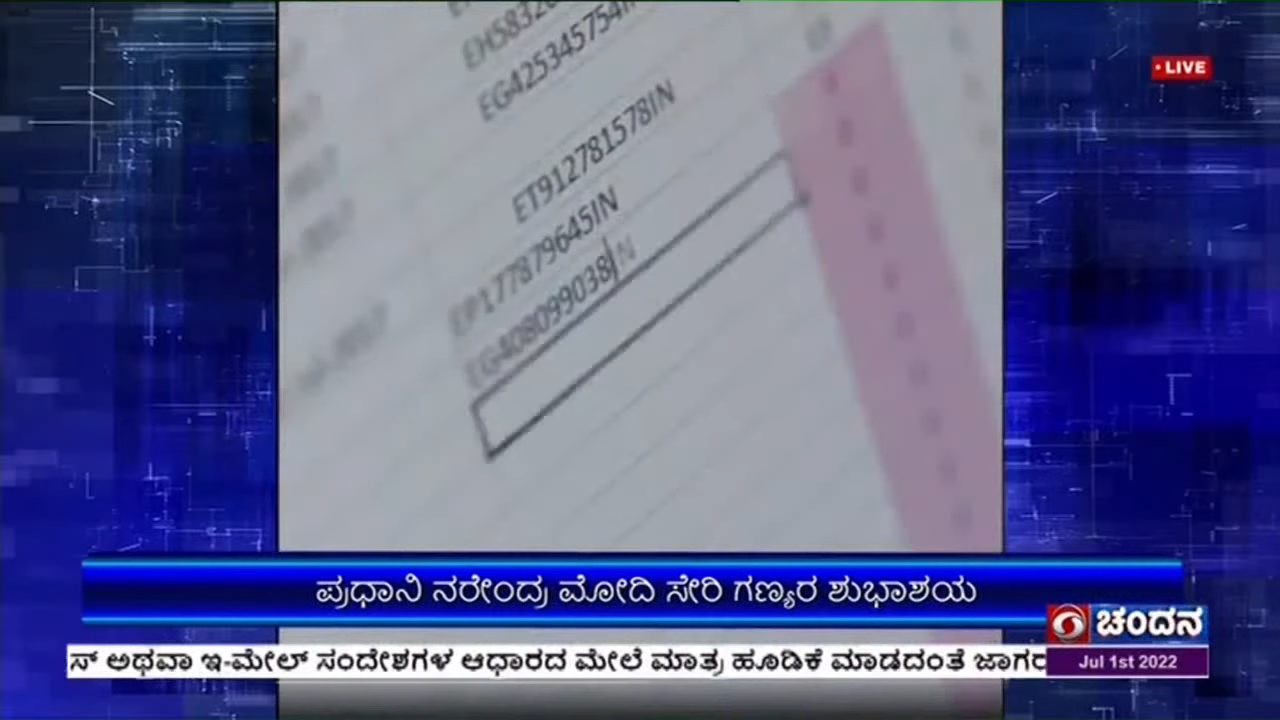 EG425345754IN
LIVE
ET912781578IN
EP177879645IN
EG408099038IN
ಪ್ರಧಾನಿ ನರೇಂದ್ರ ಮೋದಿ ಸೇರಿ ಗಣ್ಯರ ಶುಭಾಶಯ
ಚಂದನ
ಸ್ ಅಥವಾ ಇ-ಮೇಲ್ ಸಂದೇಶಗಳ ಆಧಾರದ ಮೇಲೆ ಮಾತ್ರ ಹೂಡಿಕೆ ಮಾಡದಂತೆ ಜಾಗರ
Jul 1st 2022